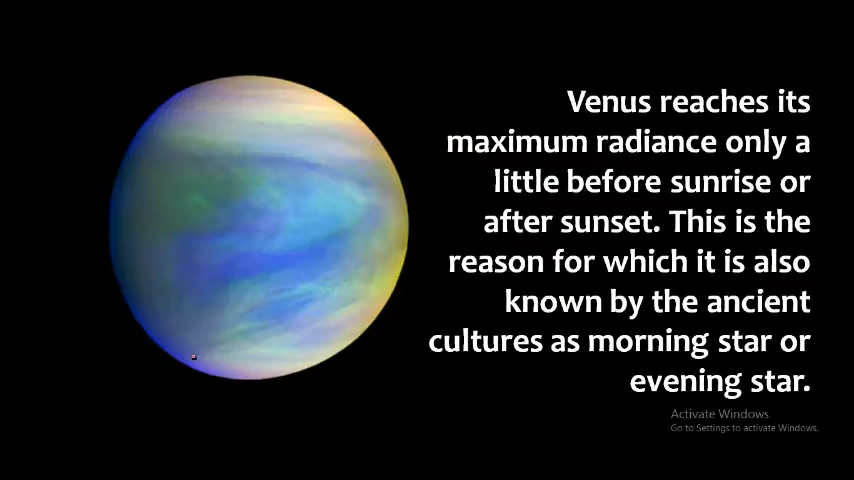 Venus reaches its
maximum radiance only a
little before sunrise or
after sunset. This is the
reason for which it is also
known by the ancient
cultures as morning star or
evening star.
Activate Windows
Go to Settings to activate Windows.